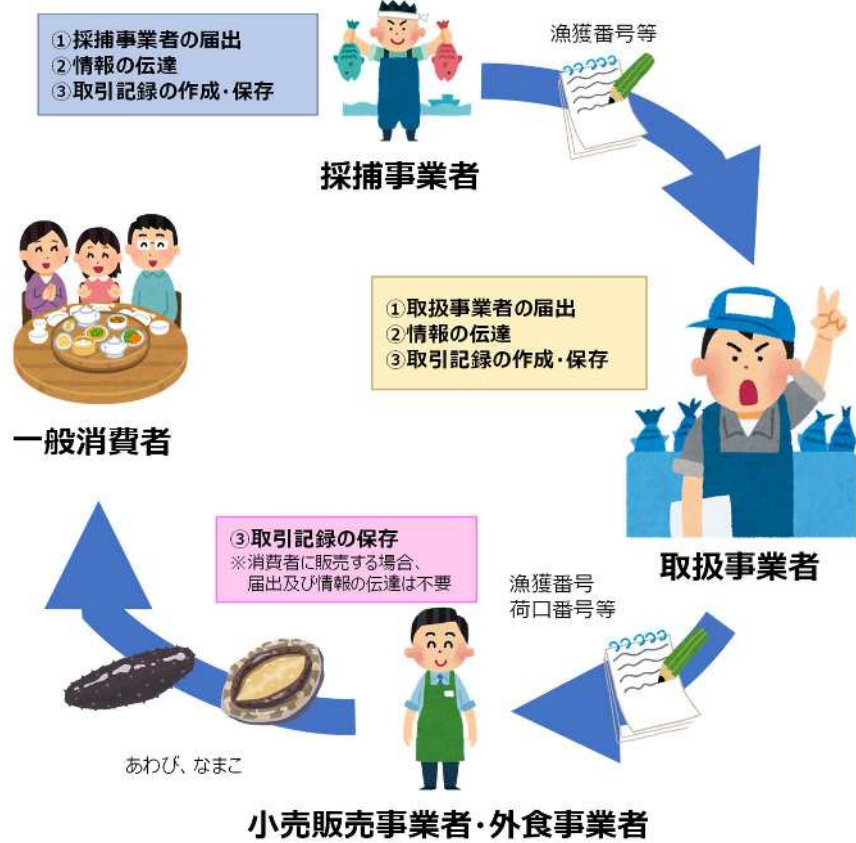 ①採捕事業者の届出
②情報の伝達
③取引記録の作成・保存
漁獲番号等
採捕事業者
①取扱事業者の届出
②情報の伝達
③取引記録の作成・保存
一般消費者
取扱事業者
③取引記録の保存
※消費者に販売する場合、
届出及び情報の伝達は不要
漁獲番号
荷口番号等
あわび、なまこ
小売販売事業者・外食事業者